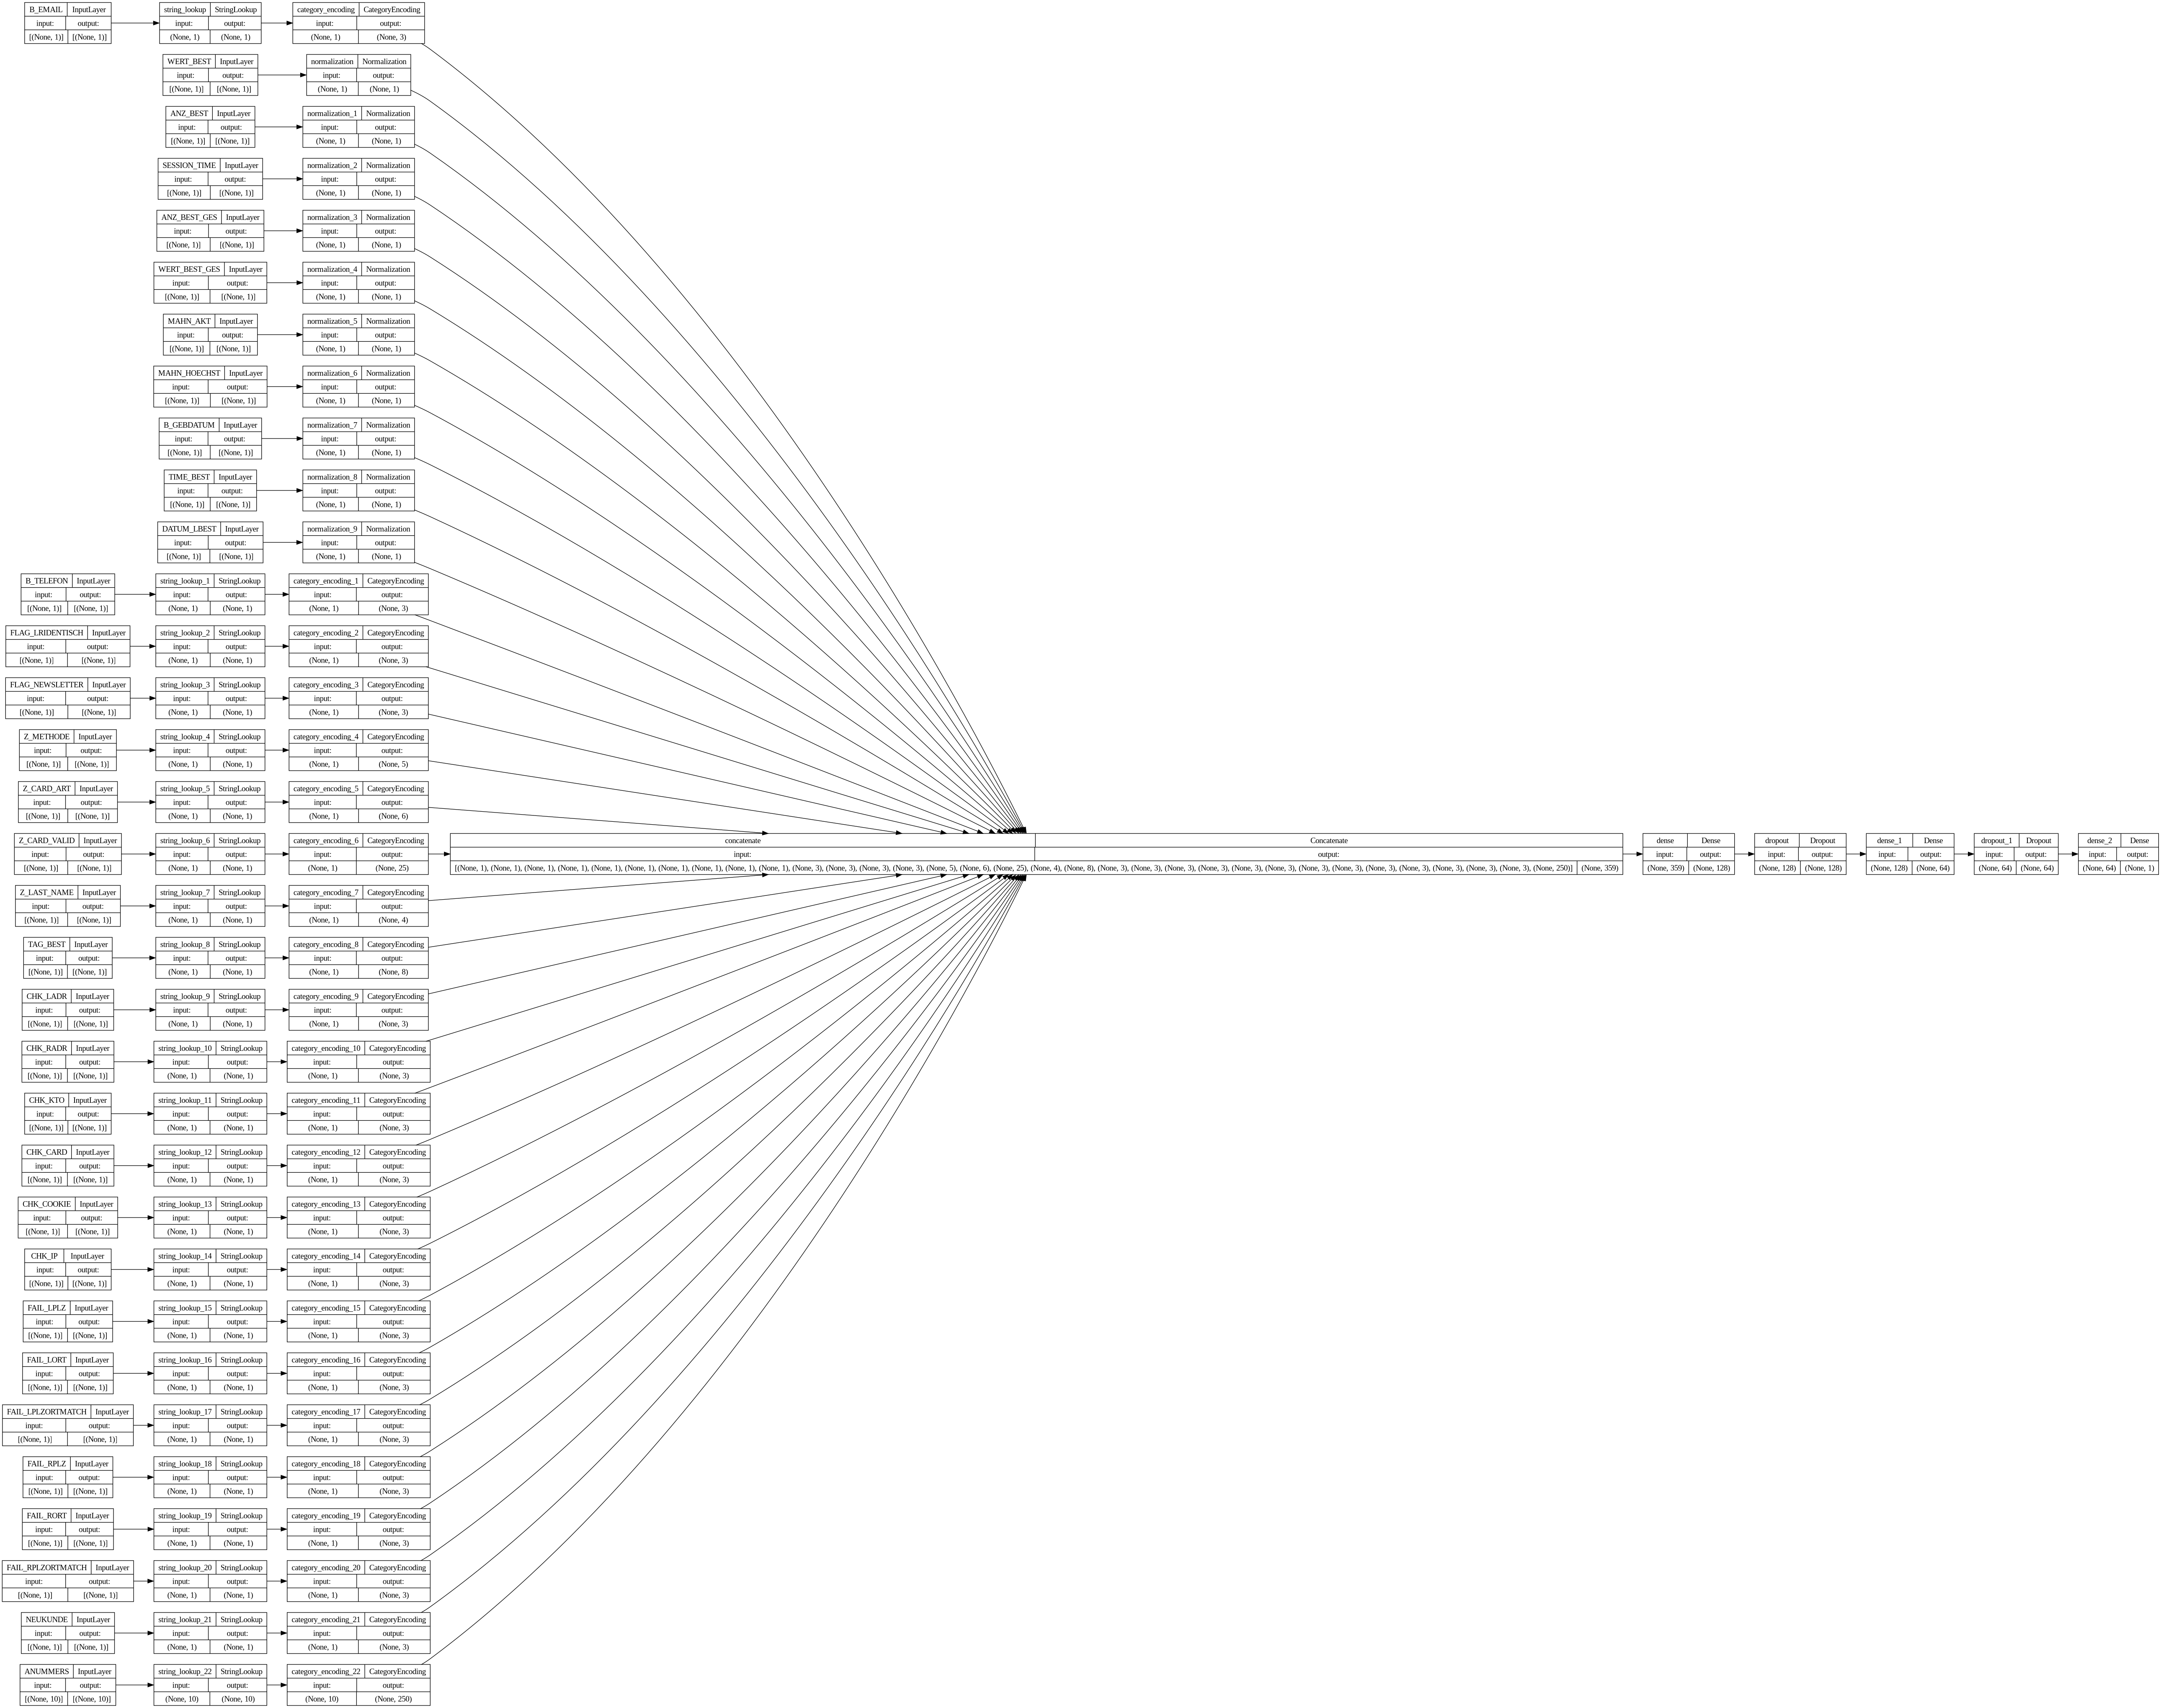 B_EMAIL InputLayer string_lookup StringLookup category_encoding CategoryEncoding
input: output: input: output: input: output:
[(None, 1)] [(None, 1)] (None, 1) (None, 1) (None, 1) (None, 3)
WERT_BEST InputLayer normalization Normalization
input: output: input: output:
[(None, 1)] [(None, 1)] (None, 1) (None, 1)
ANZ_BEST InputLayer normalization_1 Normalization
input: output: input: output:
[(None, 1)] [(None, 1)] (None, 1) (None, 1)
SESSION_TIME InputLayer normalization_2 Normalization
input: output: input: output:
[(None, 1)] [(None, 1)] (None, 1) (None, 1)
ANZ_BEST_GES InputLayer normalization_3 Normalization
input: output: input: output:
[(None, 1)] [(None, 1)] (None, 1) (None, 1)
WERT_BEST_GES InputLayer normalization_4 Normalization
input: output: input: output:
[(None, 1)] [(None, 1)] (None, 1) (None, 1)
MAHN_AKT InputLayer normalization_5 Normalization
input: output: input: output:
[(None, 1)] [(None, 1)] (None, 1) (None, 1)
MAHN_HOECHST InputLayer normalization_6 Normalization
input: output: input: output:
[(None, 1)] [(None, 1)] (None, 1) (None, 1)
B_GEBDATUM InputLayer normalization_7 Normalization
input: output: input: output:
[(None, 1)] [(None, 1)] (None, 1) (None, 1)
TIME_BEST InputLayer normalization_8 Normalization
input: output: input: output:
[(None, 1)] [(None, 1)] (None, 1) (None, 1)
DATUM_LBEST InputLayer normalization_9 Normalization
input: output: input: output:
[(None, 1)] [(None, 1)] (None, 1) (None, 1)
B_TELEFON InputLayer string_lookup_1 StringLookup category_encoding_1 CategoryEncoding
input: output: input: output: input: output:
[(None, 1)] [(None, 1)] (None, 1) (None, 1) (None, 1) (None, 3)
FLAG_LRIDENTISCH InputLayer string_lookup_2 StringLookup category_encoding_2 CategoryEncoding
input: output: input: output: input: output:
[(None, 1)] [(None, 1)] (None, 1) (None, 1) (None, 1) (None, 3)
FLAG_NEWSLETTER InputLayer string_lookup_3 StringLookup category_encoding_3 CategoryEncoding
input: output: input: output: input: output:
[(None, 1)] [(None, 1)] (None, 1) (None, 1) (None, 1) (None, 3)
Z_METHODE InputLayer string_lookup_4 StringLookup category_encoding_4 CategoryEncoding
input: output: input: output: input: output:
[(None, 1)] [(None, 1)] (None, 1) (None, 1) (None, 1) (None, 5)
Z_CARD_ART InputLayer string_lookup_5 StringLookup category_encoding_5 CategoryEncoding
input: output: input: output: input: output:
[(None, 1)] [(None, 1)] (None, 1) (None, 1) (None, 1) (None, 6)
Z_CARD_VALID InputLayer string_lookup_6 StringLookup category_encoding_6 CategoryEncoding concatenate Concatenate dense Dense dropout Dropout dense_1 Dense dropout_1 Dropout dense_2 Dense
input: output: input: output: input: output: input: output: input: output: input: output: input: output: input: output: input: output:
[(None, 1)] [(None, 1)] (None, 1) (None, 1) (None, 1) (None, 25) [(None, 1), (None, 1), (None, 1), (None, 1), (None, 1), (None, 1), (None, 1), (None, 1), (None, 1), (None, 1), (None, 3), (None, 3), (None, 3), (None, 3), (None, 5), (None, 6), (None, 25), (None, 4), (None, 8), (None, 3), (None, 3), (None, 3), (None, 3), (None, 3), (None, 3), (None, 3), (None, 3), (None, 3), (None, 3), (None, 3), (None, 3), (None, 3), (None, 250)] (None, 359) (None, 359) (None, 128) (None, 128) (None, 128) (None, 128) (None, 64) (None, 64) (None, 64) (None, 64) (None, 1)
Z_LAST_NAME InputLayer string_lookup_7 StringLookup category_encoding_7 CategoryEncoding
input: output: input: output: input: output:
[(None, 1)] [(None, 1)] (None, 1) (None, 1) (None, 1) (None, 4)
TAG_BEST InputLayer string_lookup_8 StringLookup category_encoding_8 CategoryEncoding
input: output: input: output: input: output:
[(None, 1)] [(None, 1)] (None, 1) (None, 1) (None, 1) (None, 8)
CHK_LADR InputLayer string_lookup_9 StringLookup category_encoding_9 CategoryEncoding
input: output: input: output: input: output:
[(None, 1)] [(None, 1)] (None, 1) (None, 1) (None, 1) (None, 3)
CHK_RADR InputLayer string_lookup_10 StringLookup category_encoding_10 CategoryEncoding
input: output: input: output: input: output:
[(None, 1)] [(None, 1)] (None, 1) (None, 1) (None, 1) (None, 3)
CHK_KTO InputLayer string_lookup_11 StringLookup category_encoding_11 CategoryEncoding
input: output: input: output: input: output:
[(None, 1)] [(None, 1)] (None, 1) (None, 1) (None, 1) (None, 3)
CHK_CARD InputLayer string_lookup_12 StringLookup category_encoding_12 CategoryEncoding
input: output: input: output: input: output:
[(None, 1)] [(None, 1)] (None, 1) (None, 1) (None, 1) (None, 3)
CHK_COOKIE InputLayer string_lookup_13 StringLookup category_encoding_13 CategoryEncoding
input: output: input: output: input: output:
[(None, 1)] [(None, 1)] (None, 1) (None, 1) (None, 1) (None, 3)
CHK_IP InputLayer string_lookup_14 StringLookup category_encoding_14 CategoryEncoding
input: output: input: output: input: output:
[(None, 1)] [(None, 1)] (None, 1) (None, 1) (None, 1) (None, 3)
FAIL_LPLZ InputLayer string_lookup_15 StringLookup category_encoding_15 CategoryEncoding
input: output: input: output: input: output:
[(None, 1)] [(None, 1)] (None, 1) (None, 1) (None, 1) (None, 3)
FAIL_LORT InputLayer string_lookup_16 StringLookup category_encoding_16 CategoryEncoding
input: output: input: output: input: output:
[(None, 1)] [(None, 1)] (None, 1) (None, 1) (None, 1) (None, 3)
FAIL_LPLZORTMATCH InputLayer string_lookup_17 StringLookup category_encoding_17 CategoryEncoding
input: output: input: output: input: output:
[(None, 1)] [(None, 1)] (None, 1) (None, 1) (None, 1) (None, 3)
FAIL_RPLZ InputLayer string_lookup_18 StringLookup category_encoding_18 CategoryEncoding
input: output: input: output: input: output:
[(None, 1)] [(None, 1)] (None, 1) (None, 1) (None, 1) (None, 3)
FAIL_RORT InputLayer string_lookup_19 StringLookup category_encoding_19 CategoryEncoding
input: output: input: output: input: output:
[(None, 1)] [(None, 1)] (None, 1) (None, 1) (None, 1) (None, 3)
FAIL_RPLZORTMATCH InputLayer string_lookup_20 StringLookup category_encoding_20 CategoryEncoding
input: output: input: output: input: output:
[(None, 1)] [(None, 1)] (None, 1) (None, 1) (None, 1) (None, 3)
NEUKUNDE InputLayer string_lookup_21 StringLookup category_encoding_21 CategoryEncoding
input: output: input: output: input: output:
[(None, 1)] [(None, 1)] (None, 1) (None, 1) (None, 1) (None, 3)
ANUMMERS InputLayer string_lookup_22 StringLookup category_encoding_22 CategoryEncoding
input: output: input: output: input: output:
[(None, 10)] [(None, 10)] (None, 10) (None, 10) (None, 10) (None, 250)